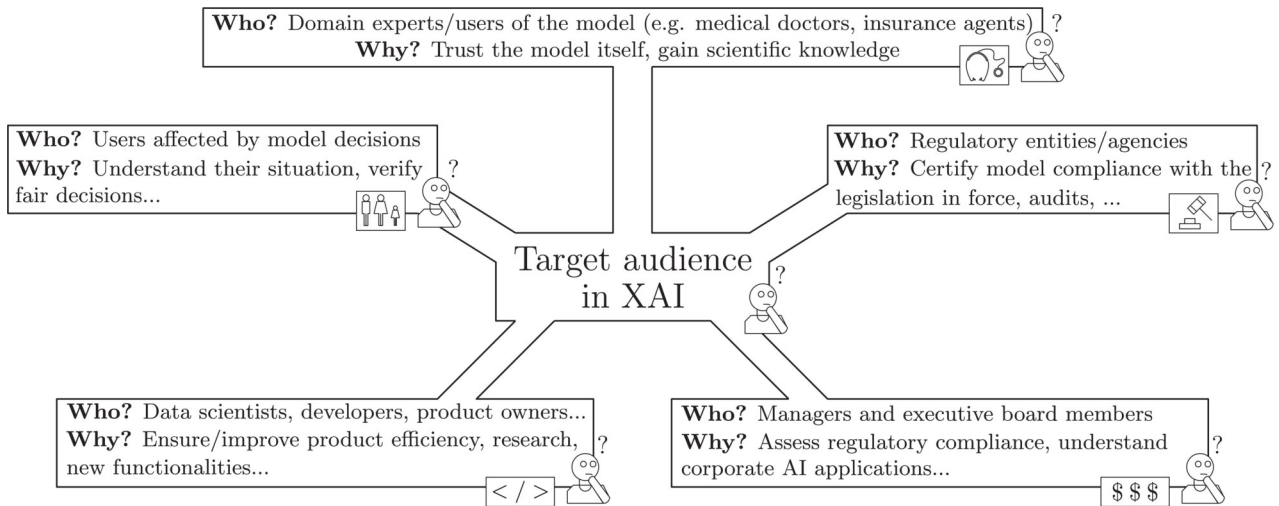 Who? Domain experts/users of the model (e.g. medical doctors, insurance agents)
?
Why? Trust the model itself, gain scientific knowledge
Who? Users affected by model decisions
Why? Understand their situation, verify
?
fair decisions...
Who? Regulatory entities/agencies
Why? Certify model compliance with the
?
legislation in force, audits, ...
Target audience
?
in XAI
Who? Data scientists, developers, product owners...
Why? Ensure/improve product efficiency, research,
?
new functionalities...
< / >
Who? Managers and executive board members
Why? Assess regulatory compliance, understand
?
corporate AI applications...
$ $ $